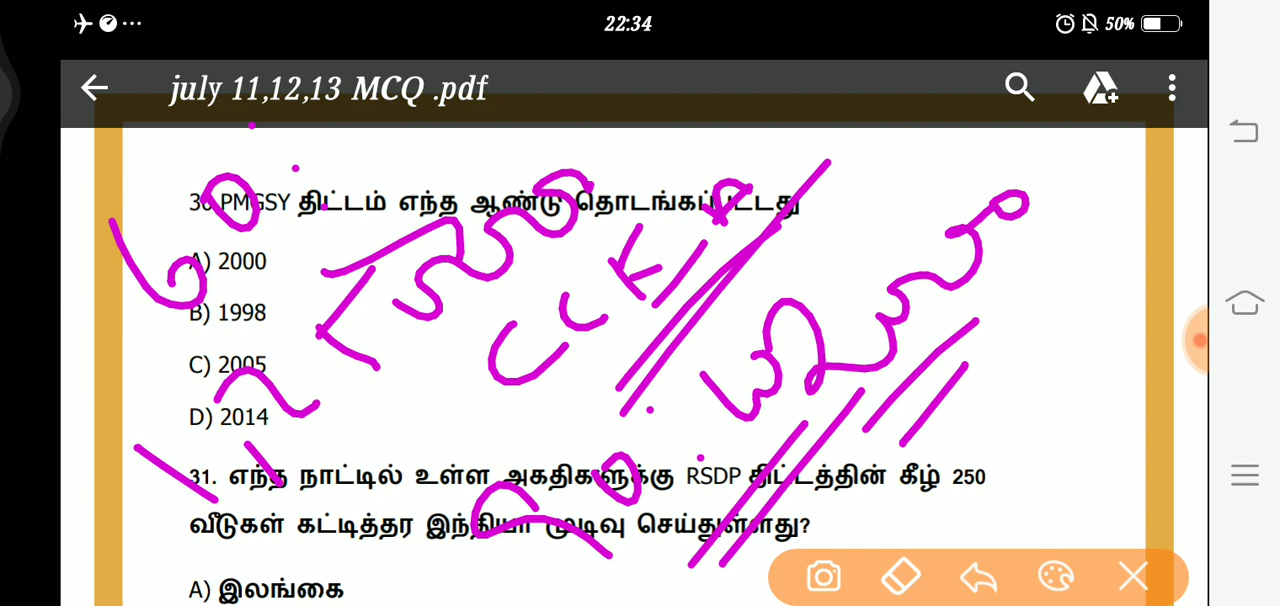 22:34
50%
july 11,12,13 MCQ .pdf
30. PMGSY திட்டம் எந்த ஆண்டு தொடங்கப்பட்டது
A) 2000
B) 1998
C) 2005
D) 2014
31. எந்த நாட்டில் உள்ள அகதிகளுக்கு RSDP திட்டத்தின் கீழ் 250
வீடுகள் கட்டித்தர இந்தியா முடிவு செய்துள்ளது?
A) இலங்கை